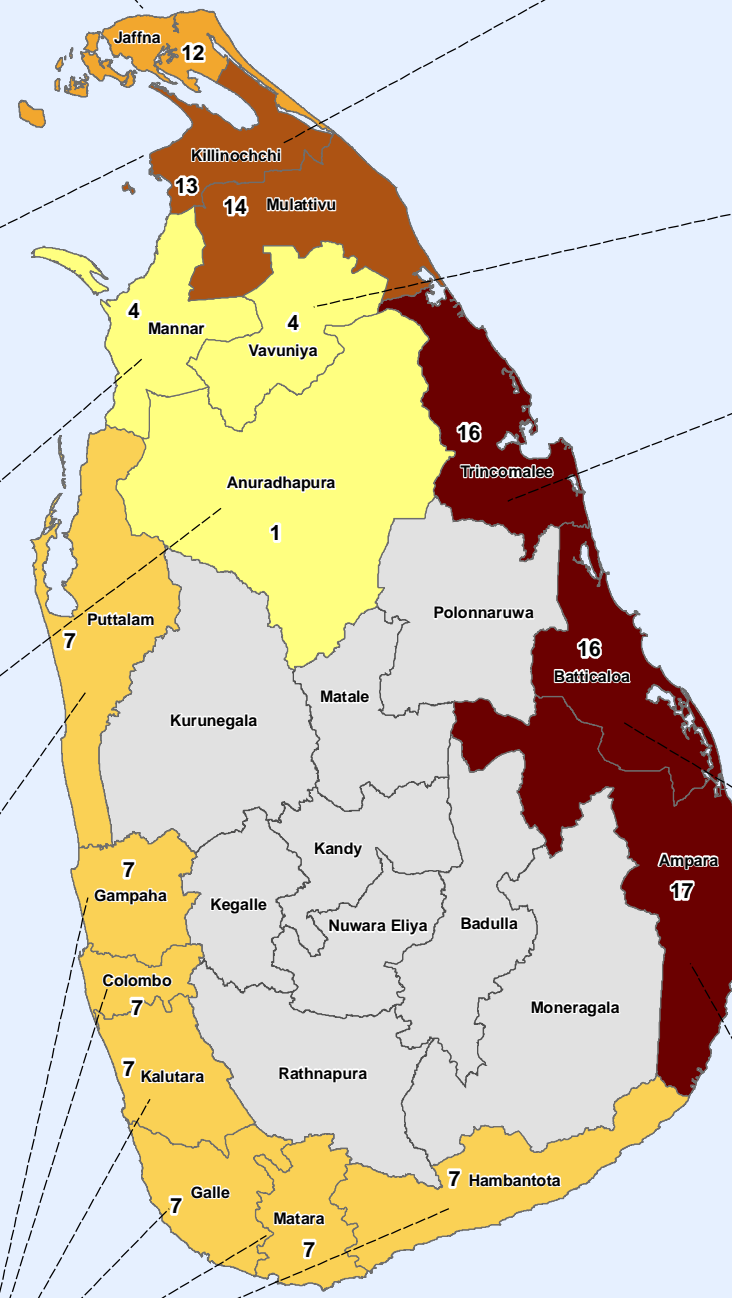 Jaffna
12
Killinochchi
13
14
Mulattivu
4
Mannar
4
Vavuniya
16
Trincomalee
Anuradhapura
1
Polonnaruwa
Puttalam
7
16
Batticaloa
Matale
Kurunegala
Kandy
7
Gampaha
Kegalle
Nuwara Eliya
Badulla
Ampara
17
Colombo
7
Moneragala
7
Kalutara
Rathnapura
7
Hambantota
Galle
7
Matara
7